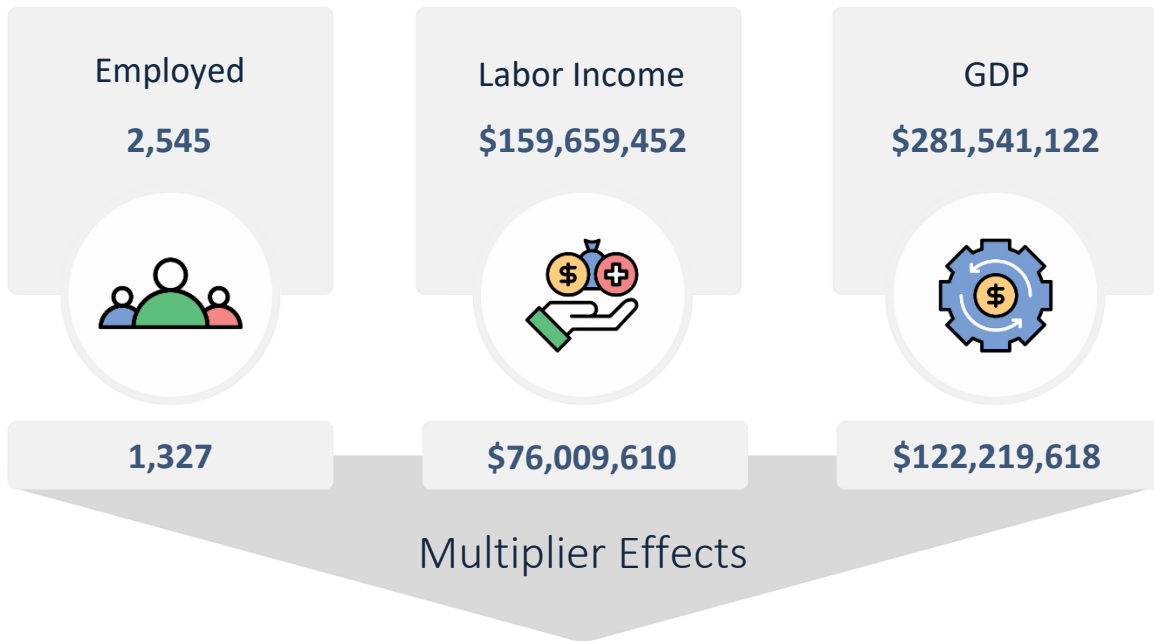 Employed
2,545
Labor Income
$159,659,452
GDP
$281,541,122
$
$
1,327
$76,009,610
$122,219,618
Multiplier Effects